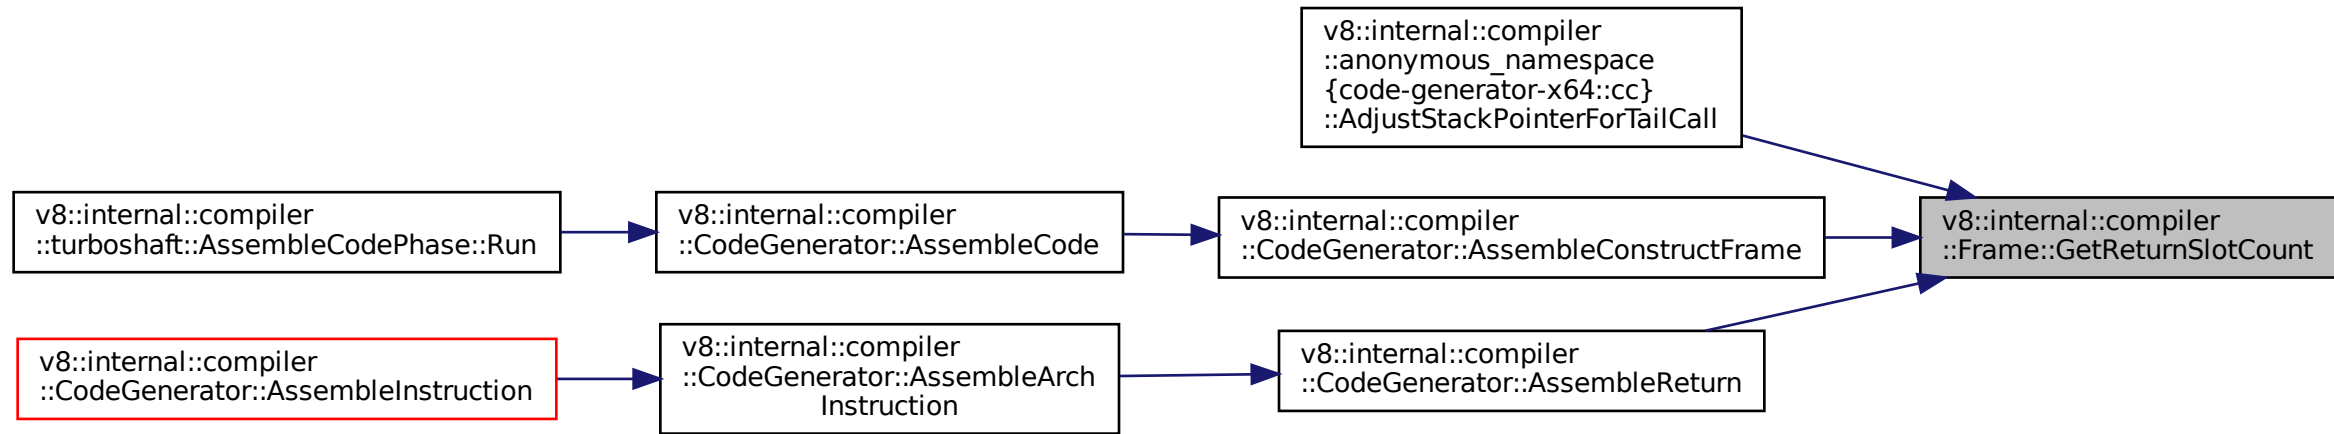 v8::internal::compiler
::anonymous_namespace
{code-generator-x64::cc}
::AdjustStackPointerForTailCall
v8::internal::compiler
::turboshaft::AssembleCodePhase::Run
v8::internal::compiler
::CodeGenerator::AssembleCode
v8::internal::compiler
::CodeGenerator::AssembleConstructFrame
v8::internal::compiler
::Frame::GetReturnSlotCount
v8::internal::compiler
::CodeGenerator::AssembleInstruction
v8::internal::compiler
::CodeGenerator::AssembleArch
Instruction
v8::internal::compiler
::CodeGenerator::AssembleReturn